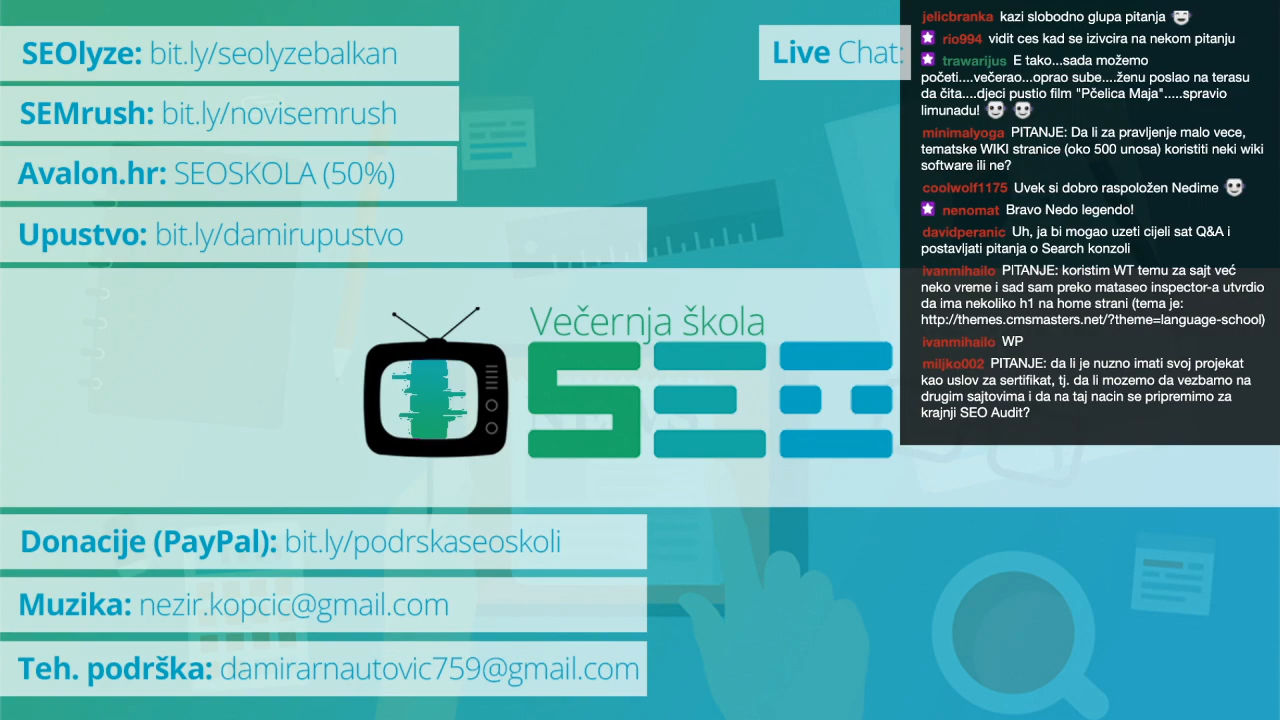 SEOlyze: bit.ly/seolyzebalkan
SEMrush: bit.ly/novisemrush
Avalon.hr: SEOSKOLA (50%)
Upustvo: bit.ly/damirupustvo
Live Chat:
jelicbranka kazi slobodno glupa pitanja
rio994 vidit ces kad se izivcira na nekom pitanju
trawarijus E tako...sada možemo
početi....večerao...oprao sube....ženu poslao na terasu
da čita....djeci pustio film "Pčelica Maja".....spravio
limunadu!
minimalyoga PITANJE: Da li za pravljenje malo vece,
tematske WIKI stranice (oko 500 unosa) koristiti neki wiki
software ili ne?
coolwolf1175 Uvek si dobro raspoložen Nedime
nenomat Bravo Nedo legendo!
davidperanic Uh, ja bi mogao uzeti cijeli sat Q&A i
postavljati pitanja o Search konzoli
ivanmihailo PITANJE: koristim WT temu za sajt već
neko vreme i sad sam preko mataseo inspector-a utvrdio
da ima nekoliko h1 na home strani (tema je:
http://themes.cmsmasters.net/?theme=language-school)
ivanmihailo WP
miljko002 PITANJE: da li je nuzno imati svoj projekat
kao uslov za sertifikat, tj. da li mozemo da vezbamo na
drugim sajtovima i da na taj nacin se pripremimo za
krajnji SEO Audit?
Večernja škola
SEO
NEWS
Donacije (PayPal): bit.ly/podrskaseoskoli
Muzika: nezir.kopcic@gmail.com
Teh. podrška: damirarnautovic759@gmail.com